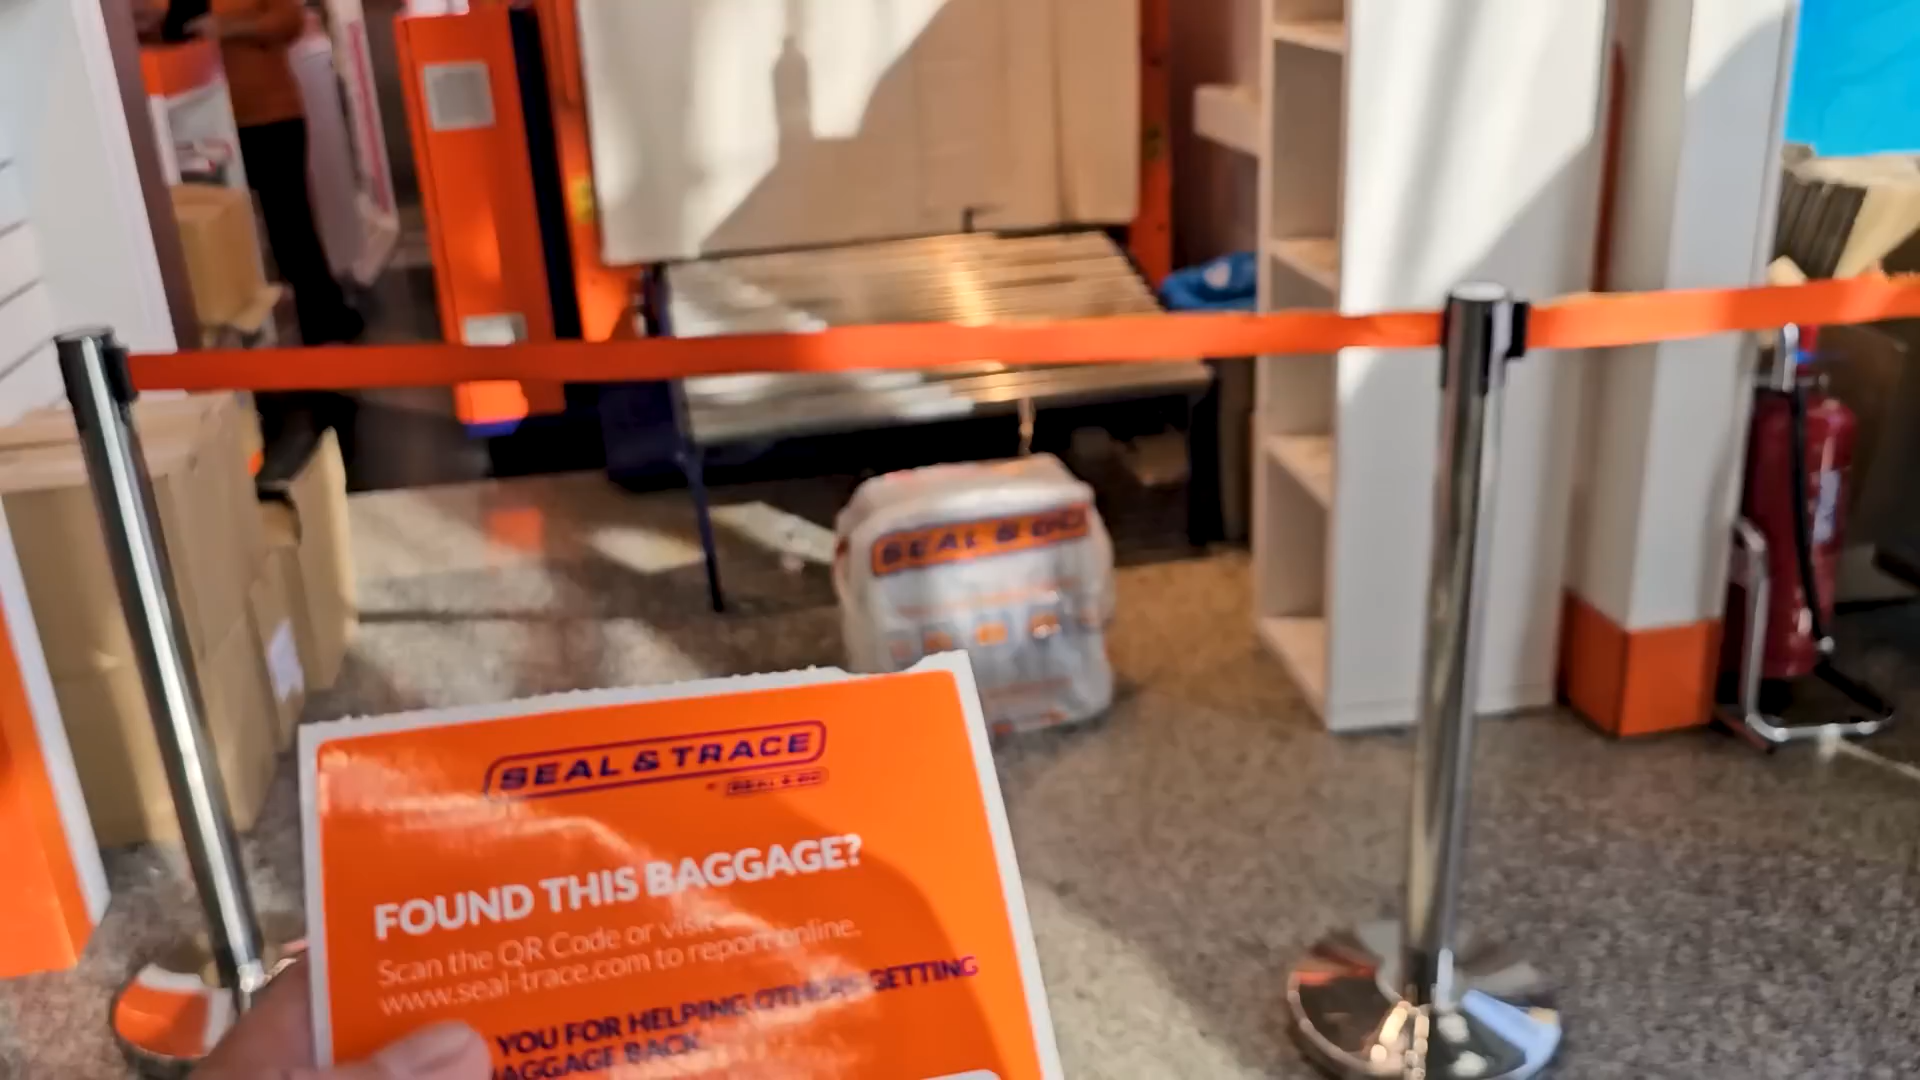 SEAL & GO
SEAL & TRACE
SEAL & GO
FOUND THIS BAGGAGE?
Scan the QR Code or visit
www.seal-trace.com to report online.
YOU FOR HELPING OTHERS GETTING
BAGGAGE BACK